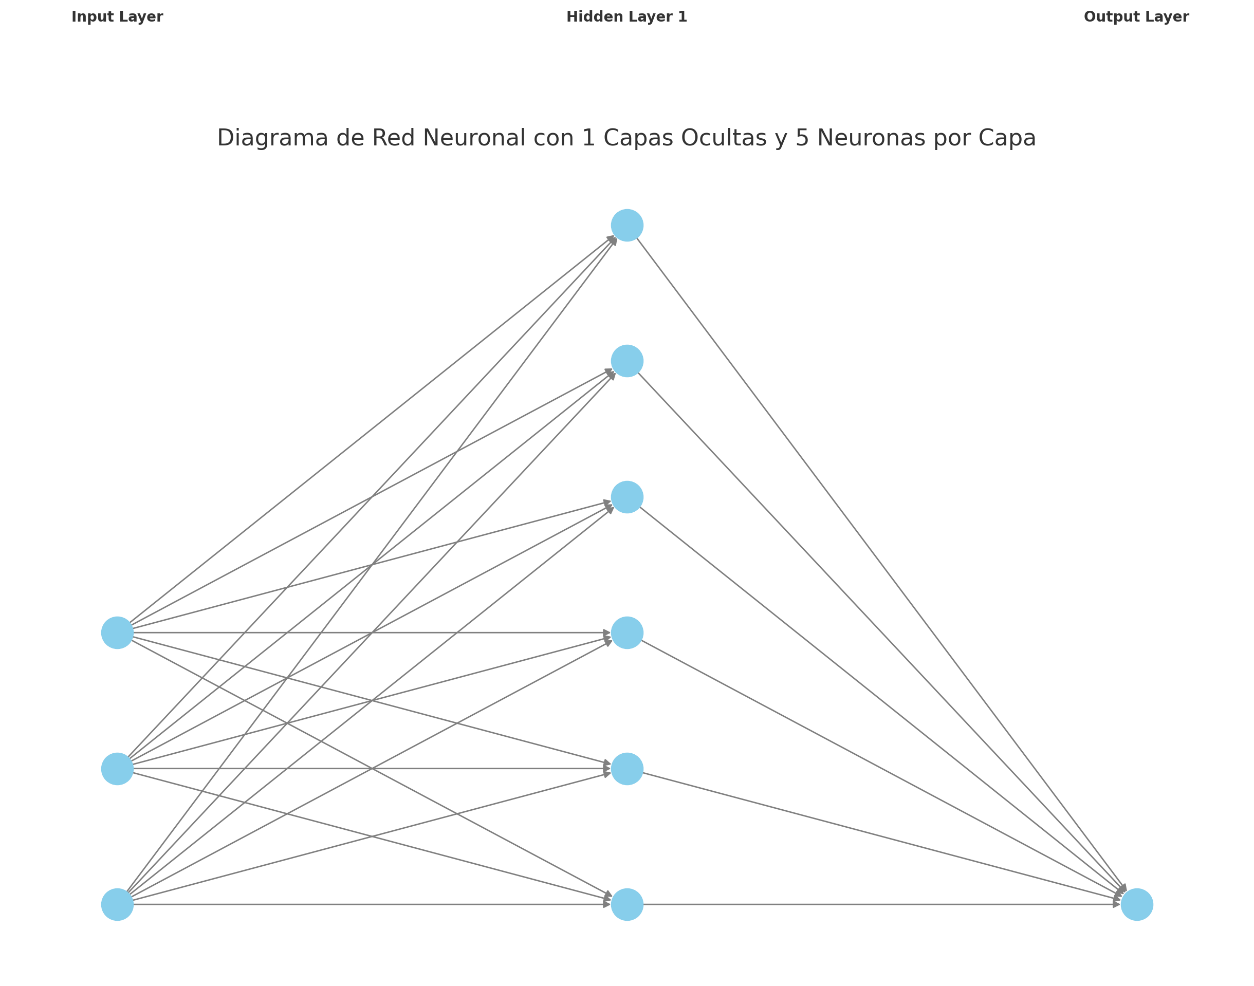 Input Layer
Hidden Layer 1
Output Layer
Diagrama de Red Neuronal con 1 Capas Ocultas y 5 Neuronas por Capa